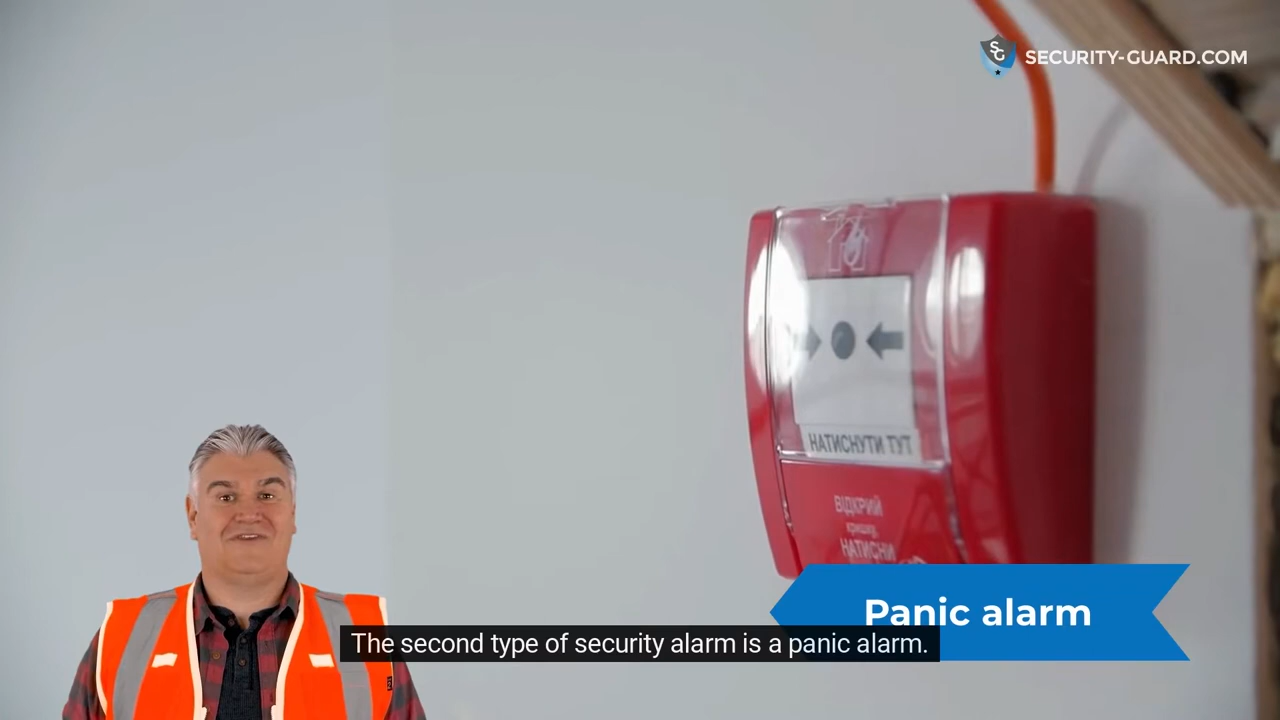 SG
SECURITY-GUARD.COM
НАТИСНУТИ ТУТ
ВІДКРИЙ
кришку,
НАТИСНИ
Panic alarm
The second type of security alarm is a panic alarm.